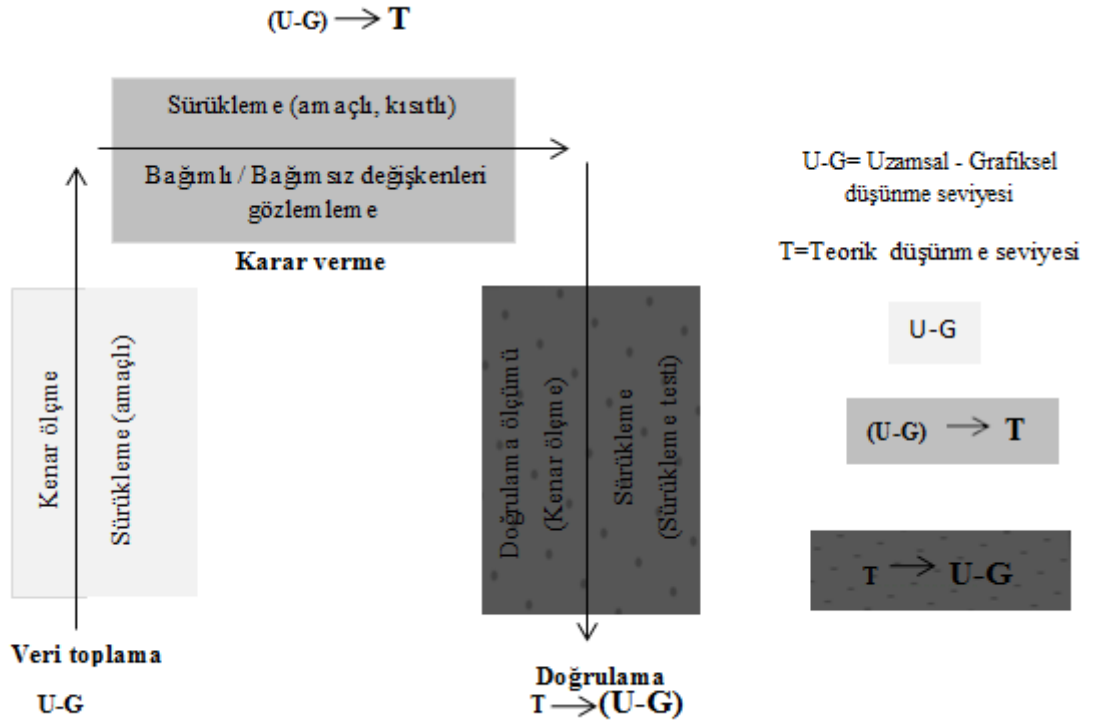 (U-G) → T
Sürükleme (amaçlı, kısıtlı)
Bağımlı / Bağımsız değişkenleri
gözlemleme
Karar verme
Kenar ölçme
Sürükleme (amaçlı)
Veri toplama
U-G
Doğrulama ölçümü
(Kenar ölçme)
Sürükleme
(Sürükleme testi)
Doğrulama
T → (U-G)
U-G= Uzamsal - Grafiksel
düşünme seviyesi
T=Teorik düşünme seviyesi
U-G
(U-G) → T
T → U-G